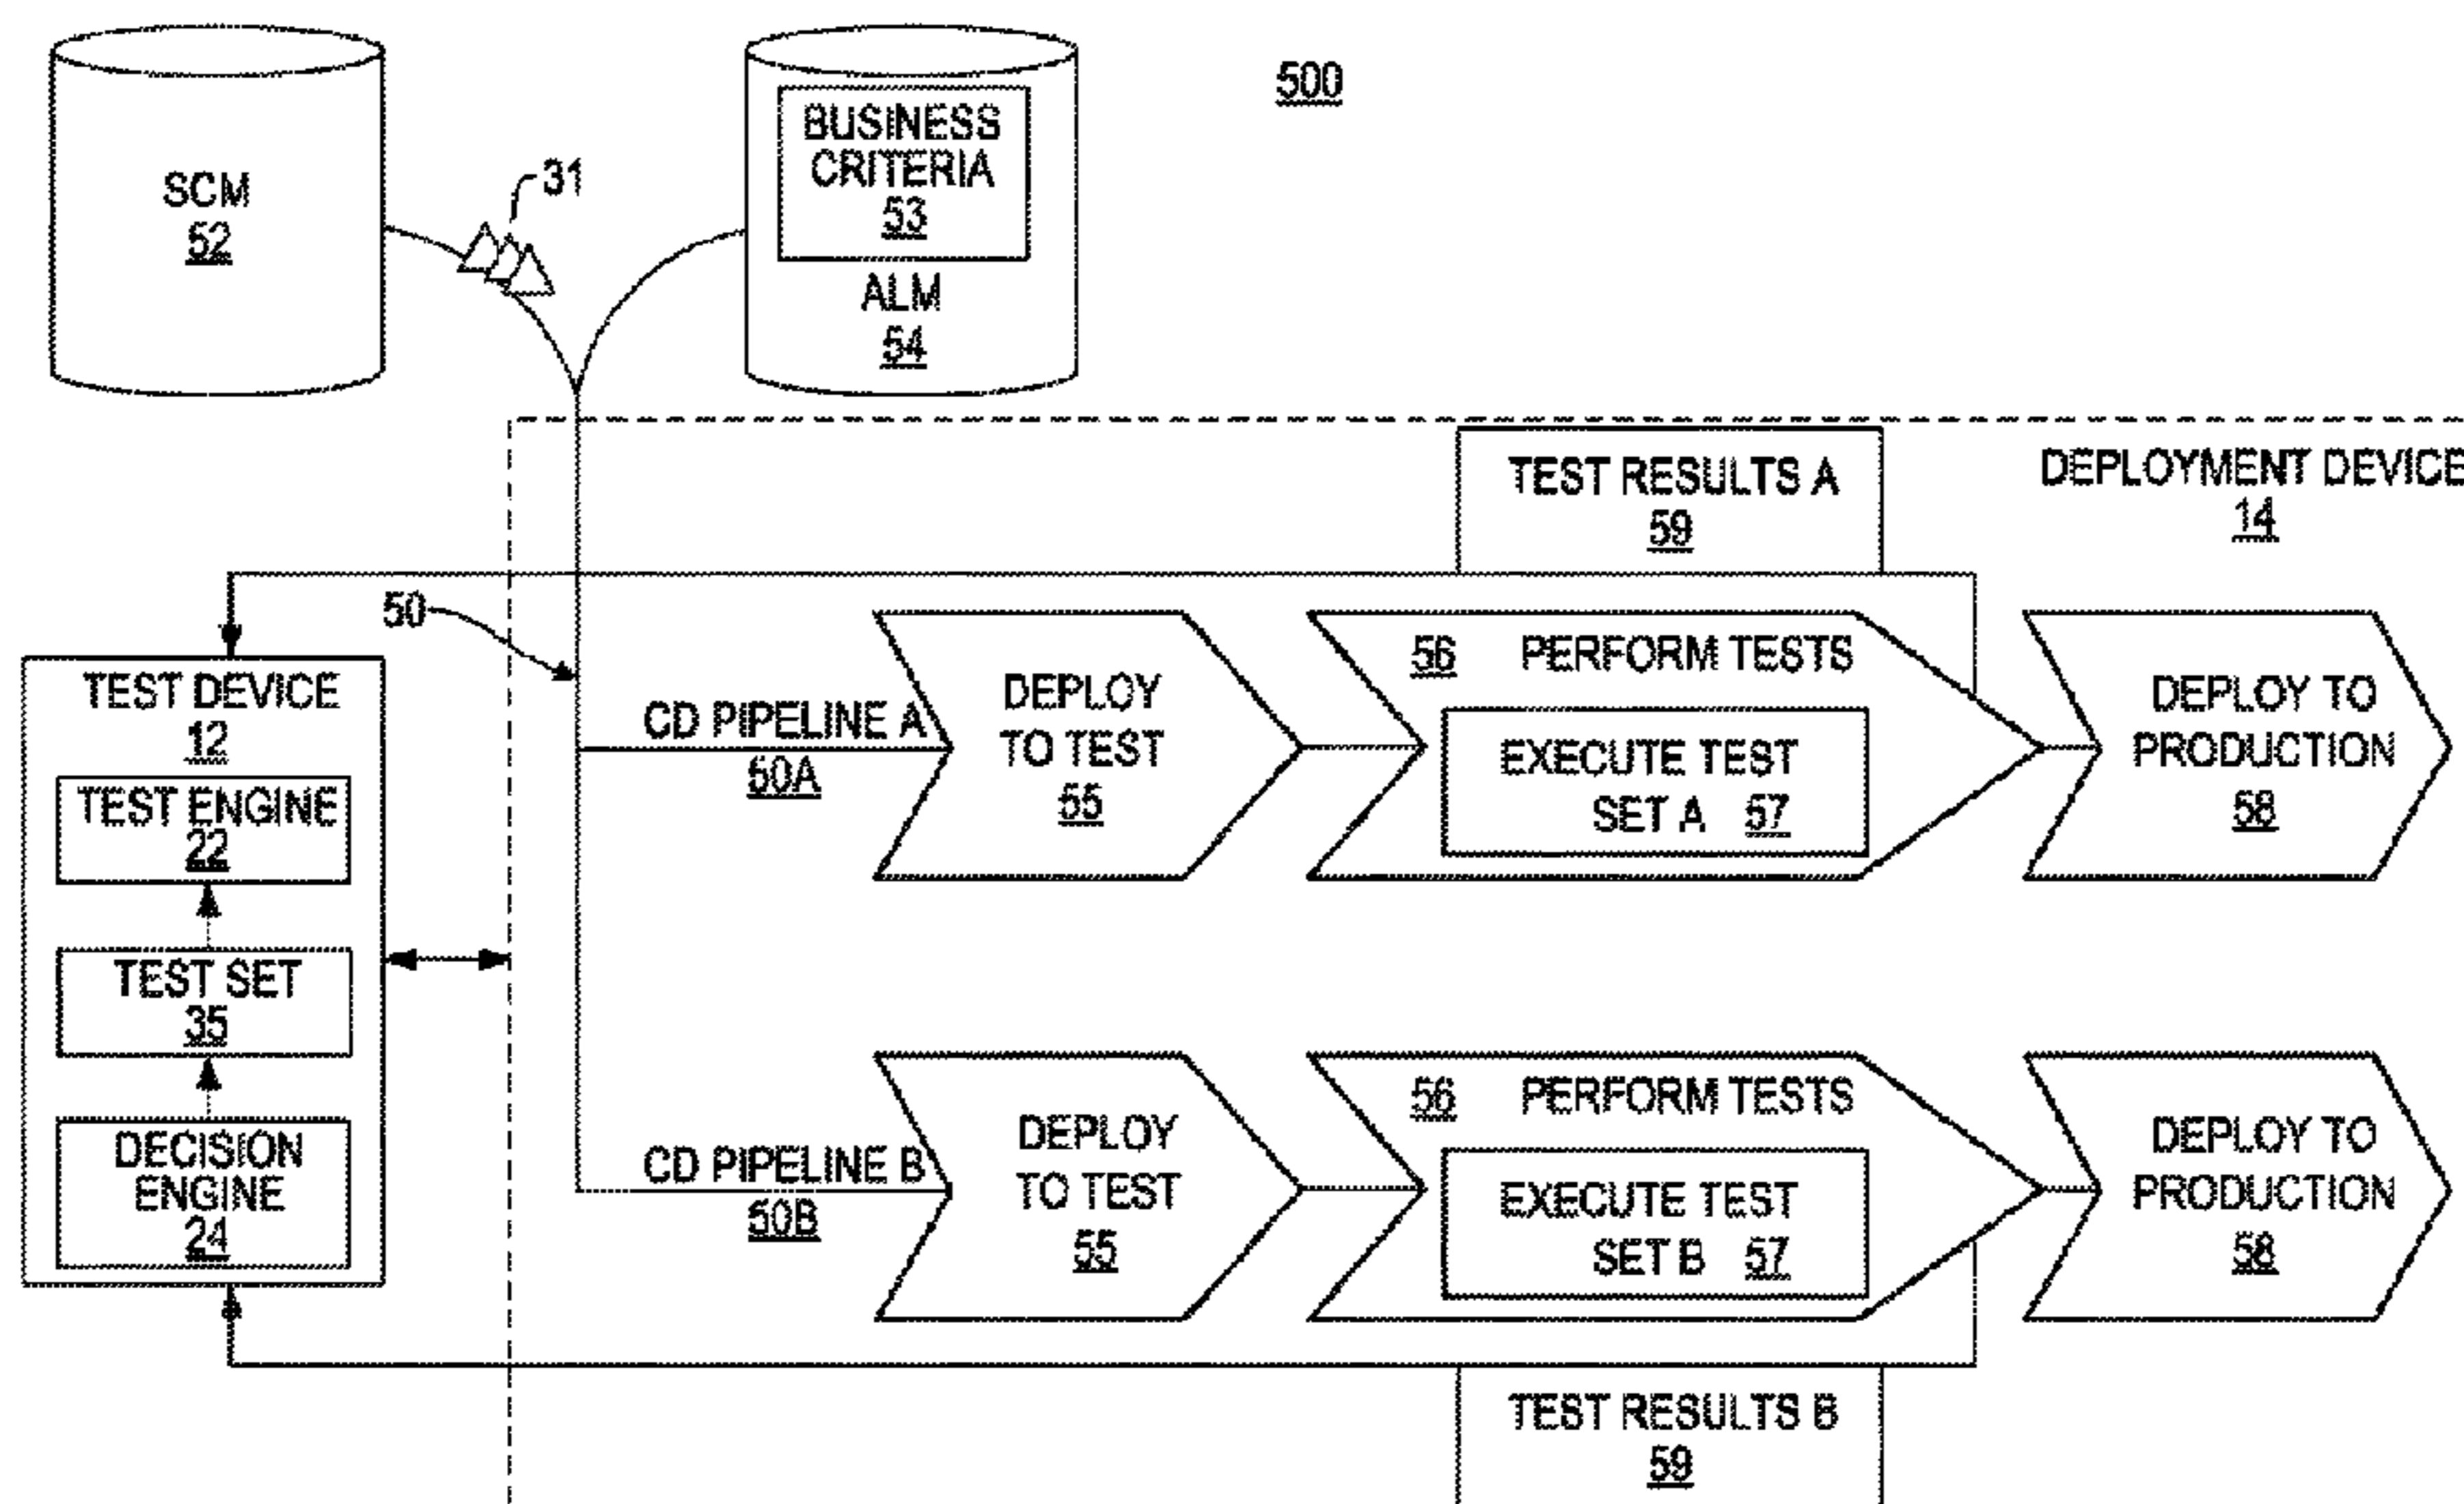 SCM
52
31
BUSINESS
CRITERIA
53
ALM
54
500
DEPLOYMENT DEVICE
14
TEST RESULTS A
59
50
TEST DEVICE
12
TEST ENGINE
22
TEST SET
35
DECISION
ENGINE
24
CD PIPELINE A
50A
DEPLOY
TO TEST
55
56 PERFORM TESTS
EXECUTE TEST
SET A 57
DEPLOY TO
PRODUCTION
58
CD PIPELINE B
50B
DEPLOY
TO TEST
55
56 PERFORM TESTS
EXECUTE TEST
SET B 57
DEPLOY TO
PRODUCTION
58
TEST RESULTS B
59